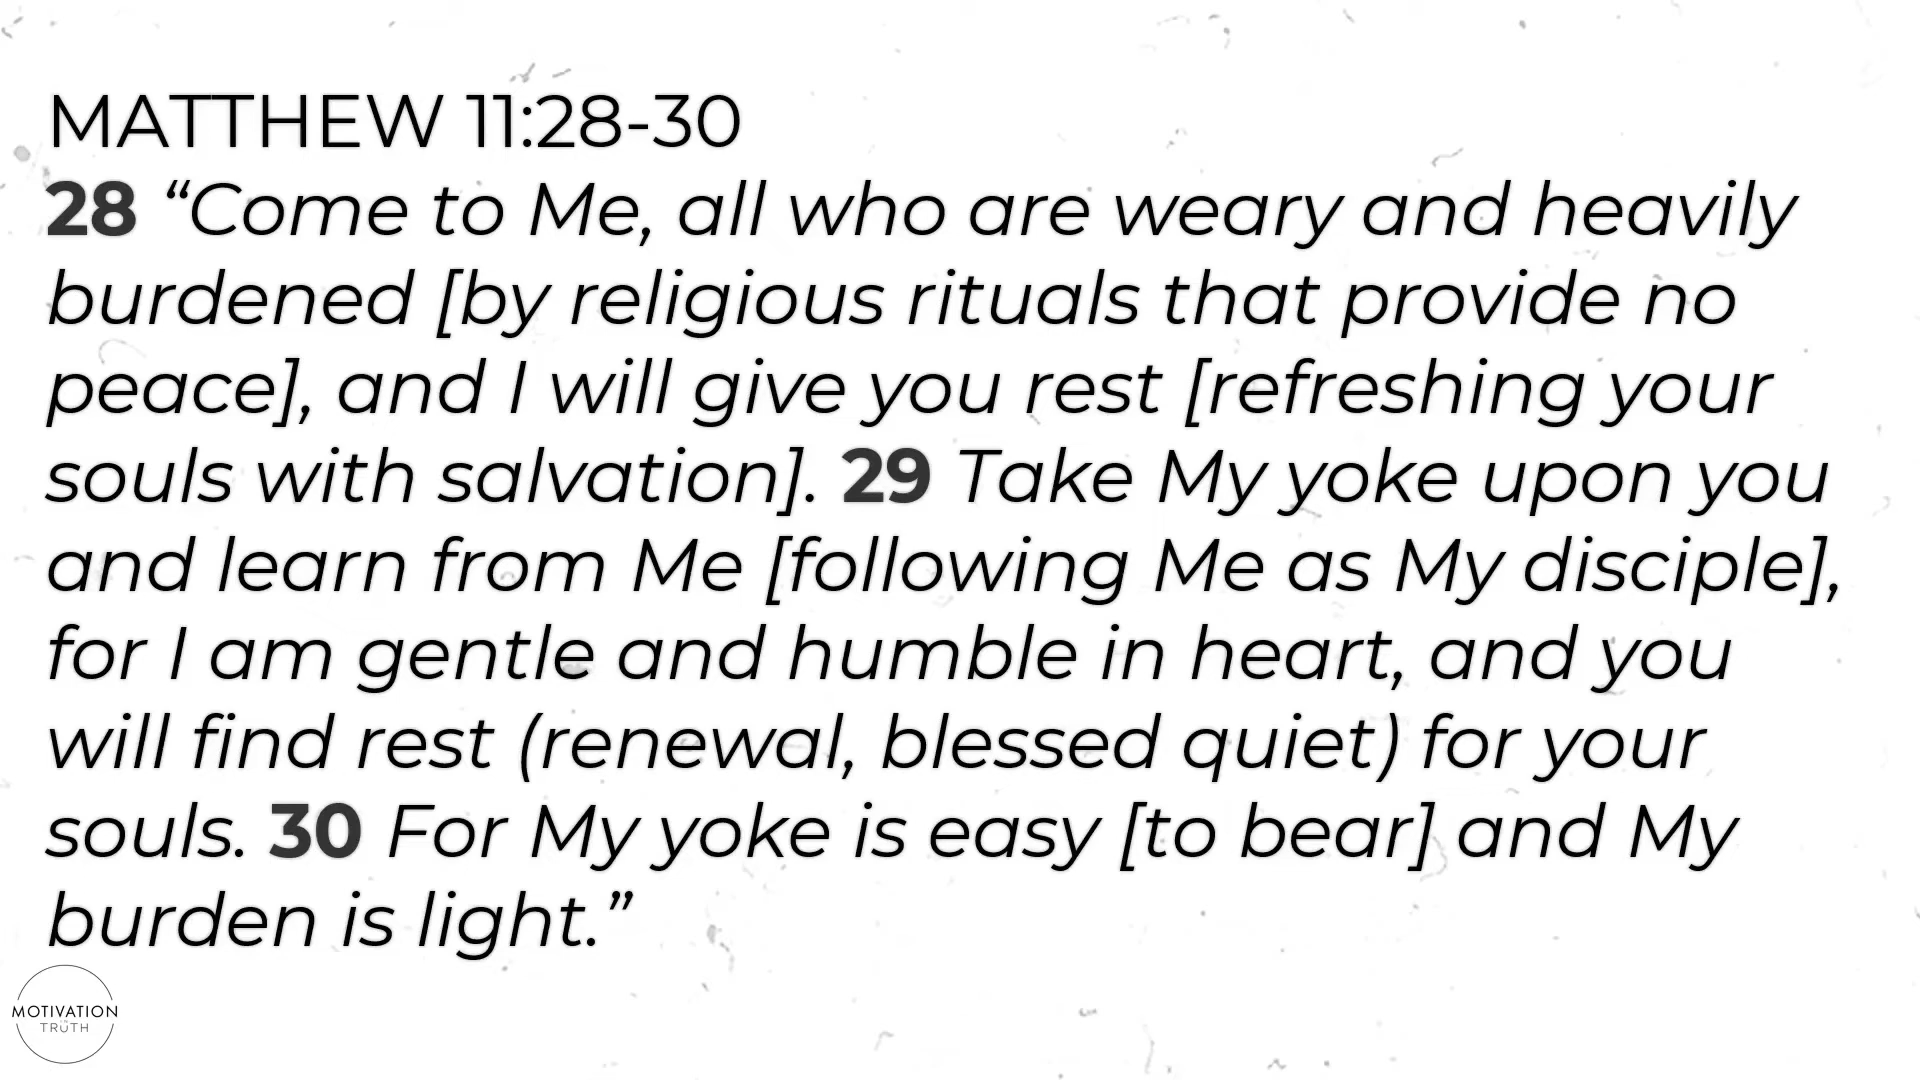 MATTHEW 11:28-30
28 “Come to Me, all who are weary and heavily
burdened [by religious rituals that provide no
peace], and I will give you rest [refreshing your
souls with salvation]. 29 Take My yoke upon you
and learn from Me [following Me as My disciple],
for I am gentle and humble in heart, and you
will find rest (renewal, blessed quiet) for your
souls. 30 For My yoke is easy [to bear] and My
burden is light.”
MOTIVATION
IN
TRUTH